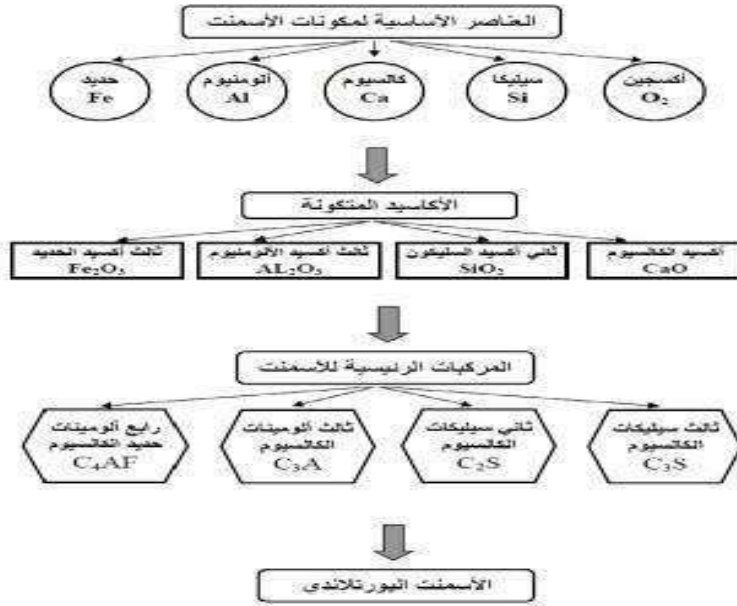 العناصر الأساسية لمكونات الأسمنت
أكسجين
O₂
سيليكا
Si
كالسيوم
Ca
ألومنيوم
Al
حديد
Fe
الأكاسيد المتكونة
أكسيد الكالسيوم
CaO
ثاني أكسيد السليكون
SiO₂
ثالث أكسيد الألومنيوم
AL₂O₃
ثالث أكسيد الحديد
Fe₂O₃
المركبات الرئيسية للأسمنت
ثالث سيليكات
الكالسيوم
C₃S
ثاني سيليكات
الكالسيوم
C₂S
ثالث ألومينات
الكالسيوم
C₃A
رابع ألومينات
حديد الكالسيوم
C₄AF
الأسمنت البورتلاندى